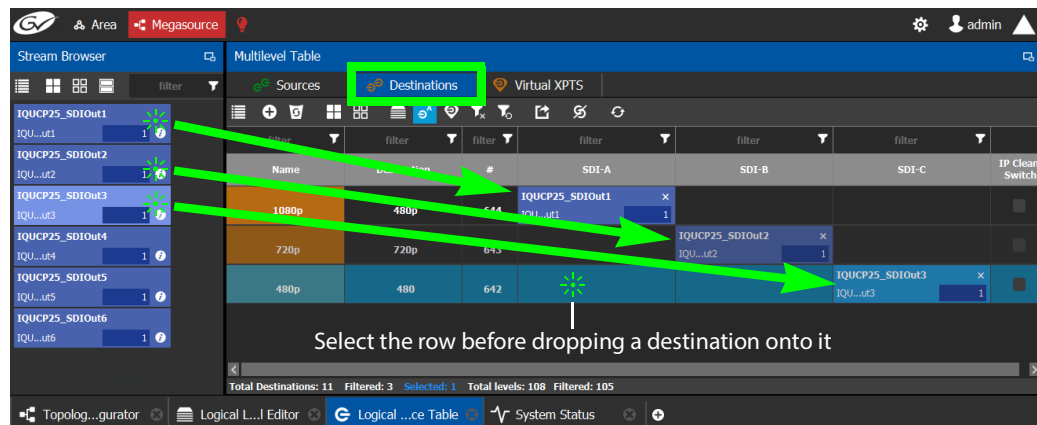 GV Area Megasource admin
Stream Browser
filter
IQUCP25_SDIOut1
IQU...ut1 1
IQUCP25_SDIOut2
IQU...ut2 1
IQUCP25_SDIOut3
IQU...ut3 1
IQUCP25_SDIOut4
IQU...ut4 1
IQUCP25_SDIOut5
IQU...ut5 1
IQUCP25_SDIOut6
IQU...ut6 1
Multilevel Table
Sources Destinations Virtual XPTS
filter filter filter filter filter filter
Name # SDI-A SDI-B SDI-C IP Clean
Switch
1080p 480p 644 IQUCP25_SDIOut1 ×
IQU...ut1 1
720p 720p 643 IQUCP25_SDIOut2 ×
IQU...ut2 1
480p 480 642 IQUCP25_SDIOut3 ×
IQU...ut3 1
Select the row before dropping a destination onto it
Total Destinations: 11 Filtered: 3 Selected: 1 Total levels: 108 Filtered: 105
Topolog...gurator Logical L...l Editor Logical ...ce Table System Status